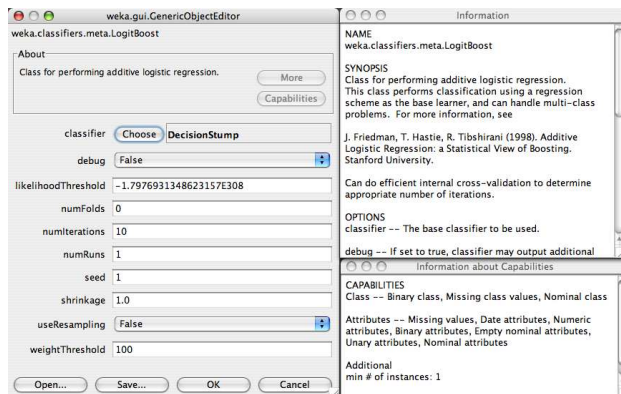 weka.gui.GenericObjectEditor
weka.classifiers.meta.LogitBoost
About
Class for performing additive logistic regression.
More
Capabilities
classifier Choose DecisionStump
debug False
likelihoodThreshold -1.7976931348623157E308
numFolds 0
numIterations 10
numRuns 1
seed 1
shrinkage 1.0
useResampling False
weightThreshold 100
Open... Save... OK Cancel
Information
NAME
weka.classifiers.meta.LogitBoost
SYNOPSIS
Class for performing additive logistic regression.
This class performs classification using a regression
scheme as the base learner, and can handle multi-class
problems. For more information, see
J. Friedman, T. Hastie, R. Tibshirani (1998). Additive
Logistic Regression: a Statistical View of Boosting.
Stanford University.
Can do efficient internal cross-validation to determine
appropriate number of iterations.
OPTIONS
classifier -- The base classifier to be used.
debug -- If set to true, classifier may output additional
Information about Capabilities
CAPABILITIES
Class -- Binary class, Missing class values, Nominal class
Attributes -- Missing values, Date attributes, Numeric
attributes, Binary attributes, Empty nominal attributes,
Unary attributes, Nominal attributes
Additional
min # of instances: 1